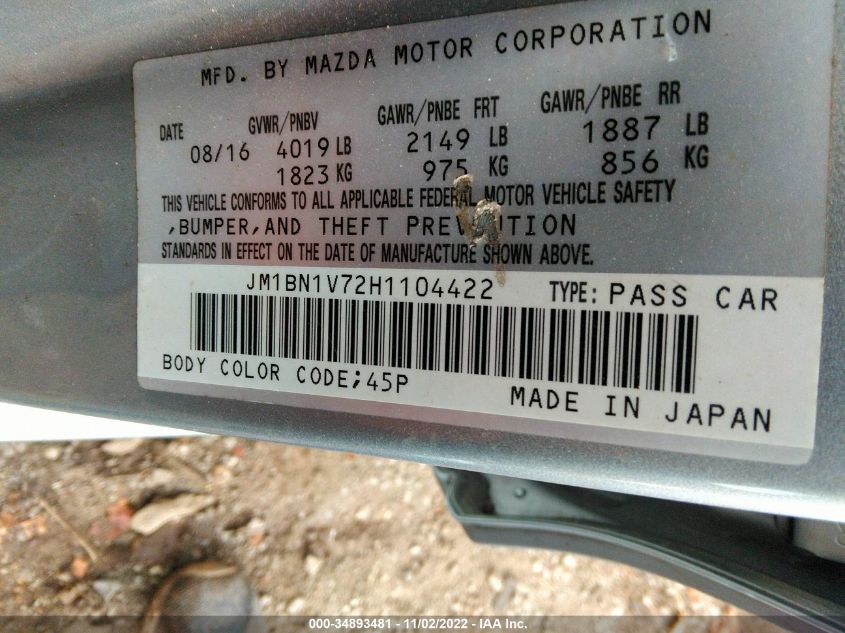 MFD. BY MAZDA MOTOR CORPORATION
DATE GVWR/PNBV GAWR/PNBE FRT GAWR/PNBE RR
08/16 4019 LB 2149 LB 1887 LB
1823 KG 975 KG 856 KG
THIS VEHICLE CONFORMS TO ALL APPLICABLE FEDERAL MOTOR VEHICLE SAFETY
,BUMPER,AND THEFT PREVENTION
STANDARDS IN EFFECT ON THE DATE OF MANUFACTURE SHOWN ABOVE.
JM1BN1V72H1104422 TYPE: PASS CAR
BODY COLOR CODE;45P
MADE IN JAPAN
000-34893481 - 11/02/2022 - IAA Inc.